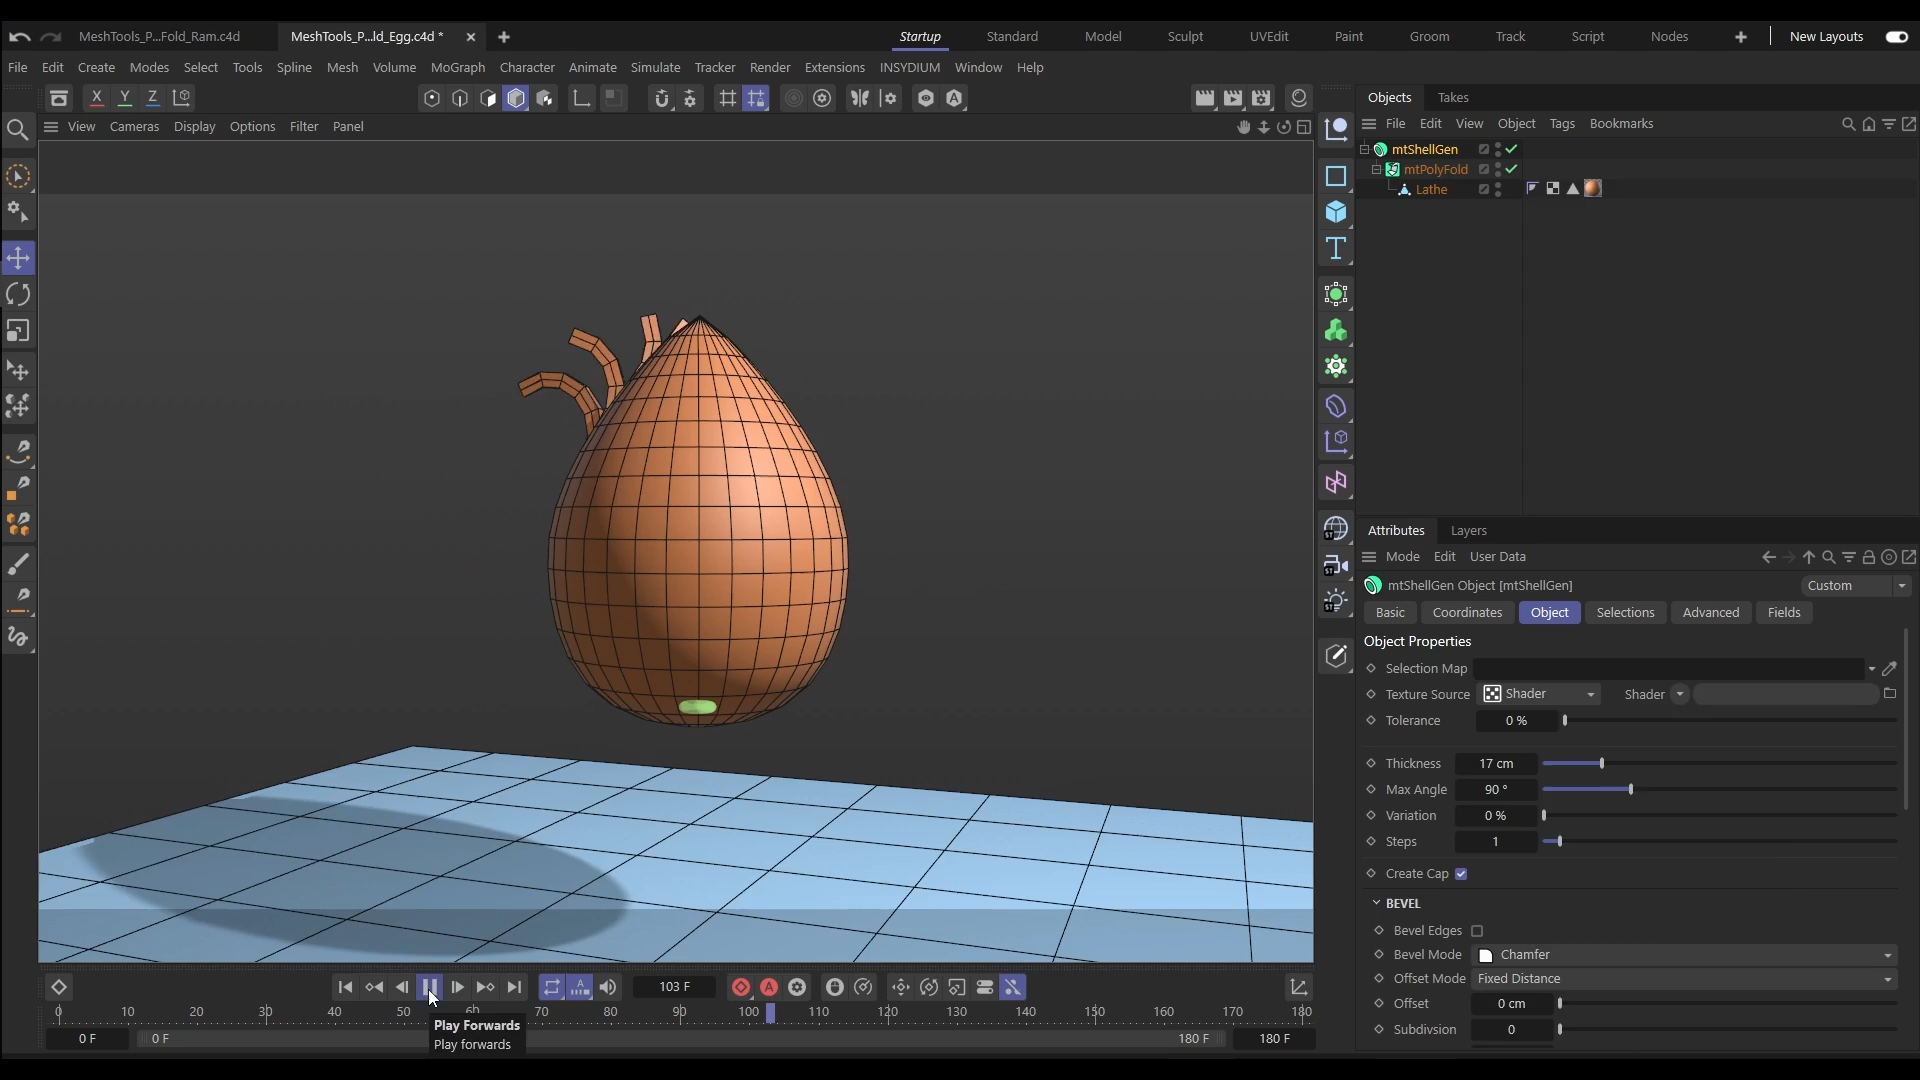 MeshTools_P...Fold_Ram.c4d
MeshTools_P...ld_Egg.c4d *
Startup Standard Model Sculpt UVEdit Paint Groom Track Script Nodes New Layouts
File Edit Create Modes Select Tools Spline Mesh Volume MoGraph Character Animate Simulate Tracker Render Extensions INSYDIUM Window Help
X Y Z
View Cameras Display Options Filter Panel
Objects Takes
File Edit View Object Tags Bookmarks
mtShellGen
mtPolyFold
Lathe
Attributes Layers
Mode Edit User Data
mtShellGen Object [mtShellGen] Custom
Basic Coordinates Object Selections Advanced Fields
Object Properties
Selection Map
Texture Source Shader Shader
Tolerance 0 %
Thickness 17 cm
Max Angle 90 °
Variation 0 %
Steps 1
Create Cap
BEVEL
Bevel Edges
Bevel Mode Chamfer
Offset Mode Fixed Distance
Offset 0 cm
Subdivsion 0
103 F
0 10 20 30 40 50 60 70 80 90 100 110 120 130 140 150 160 170 180
Play Forwards
Play forwards
0 F 0 F 180 F 180 F